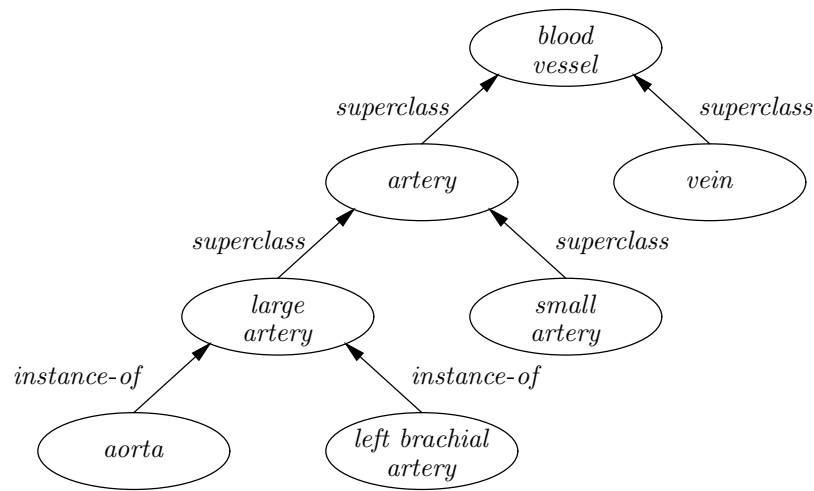 blood
vessel
superclass
superclass
artery
vein
superclass
superclass
large
artery
small
artery
instance-of
instance-of
aorta
left brachial
artery